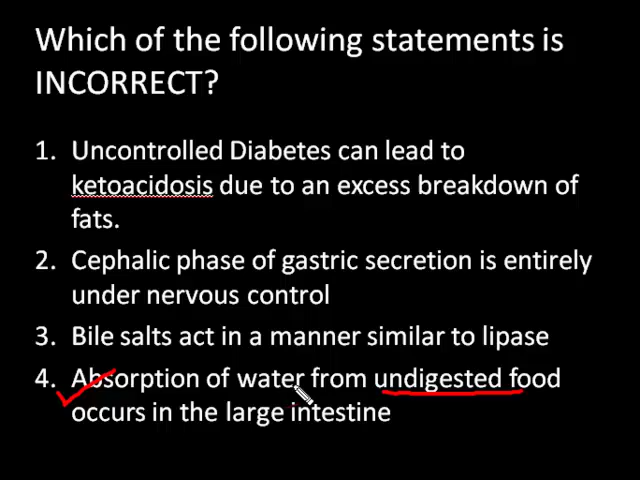 Which of the following statements is
INCORRECT?
1. Uncontrolled Diabetes can lead to
ketoacidosis due to an excess breakdown of
fats.
2. Cephalic phase of gastric secretion is entirely
under nervous control
3. Bile salts act in a manner similar to lipase
4. Absorption of water from undigested food
occurs in the large intestine